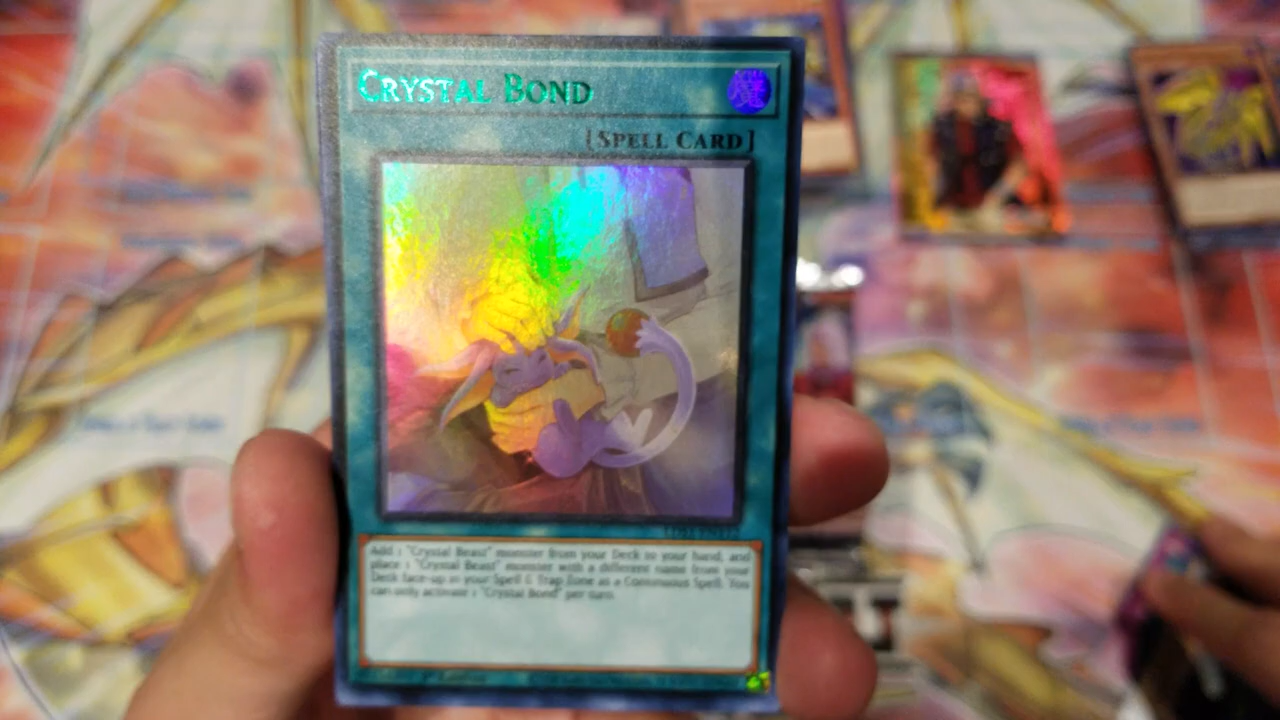 CRYSTAL BOND
魔
[SPELL CARD]
Add 1 "Crystal Beast" monster from your Deck to your hand, and
place 1 "Crystal Beast" monster with a different name from your
Deck face-up in your Spell & Trap Zone as a Continuous Spell. You
can only activate 1 "Crystal Bond" per turn.